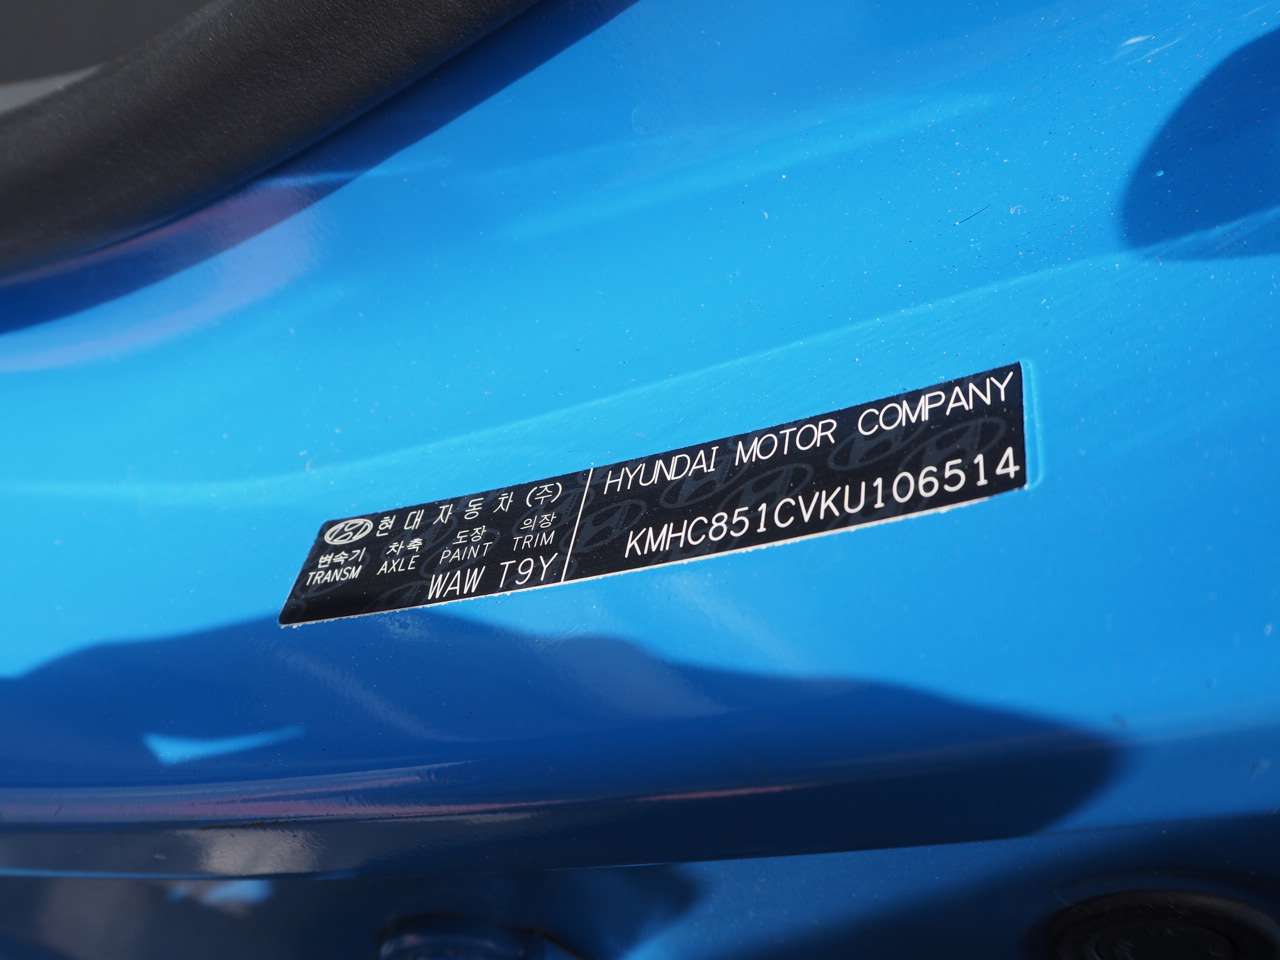 현대자동차(주)
변속기 차축 도장 의장
TRANSM AXLE PAINT TRIM
WAW T9Y
HYUNDAI MOTOR COMPANY
KMHC851CVKU106514